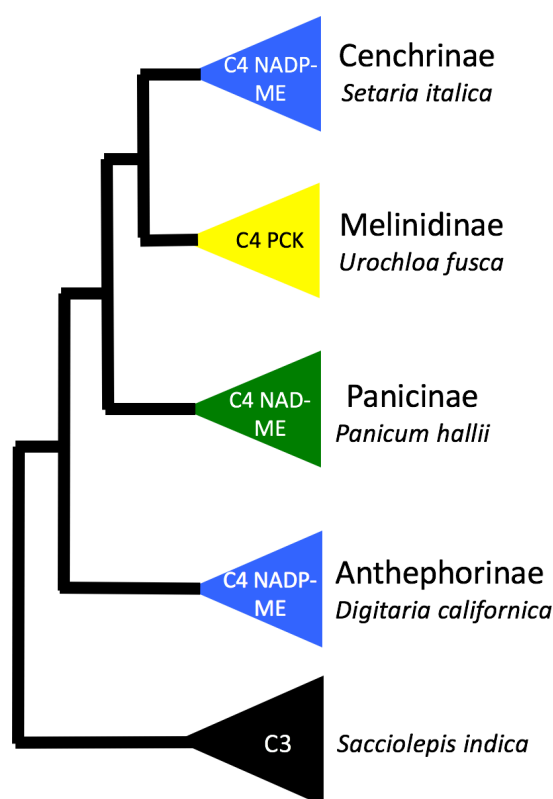 C4 NADP-
ME
Cenchrinae
Setaria italica
C4 PCK
Melinidinae
Urochloa fusca
C4 NAD-
ME
Panicinae
Panicum hallii
C4 NADP-
ME
Anthephorinae
Digitaria californica
C3
Sacciolepis indica